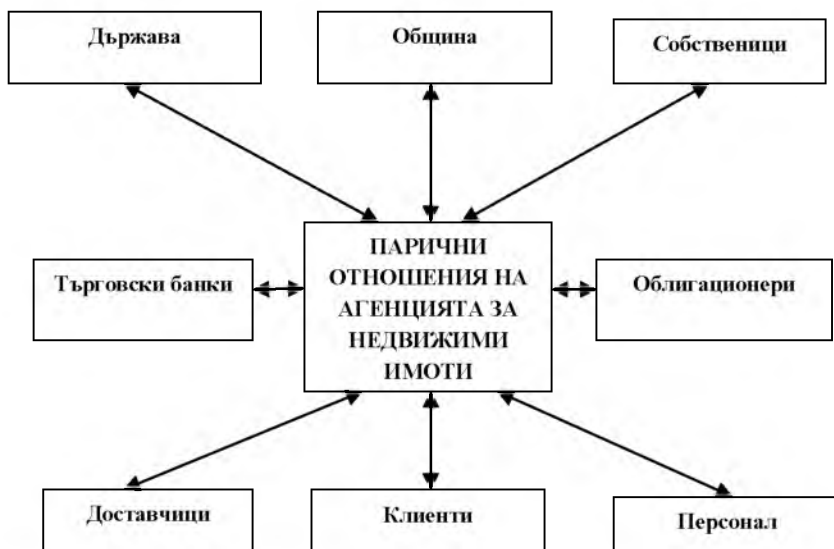 Държава
Община
Собственици
Търговски банки
ПАРИЧНИ
ОТНОШЕНИЯ НА
АГЕНЦИЯТА ЗА
НЕДВИЖИМИ
ИМОТИ
Облигационери
Доставчици
Клиенти
Персонал